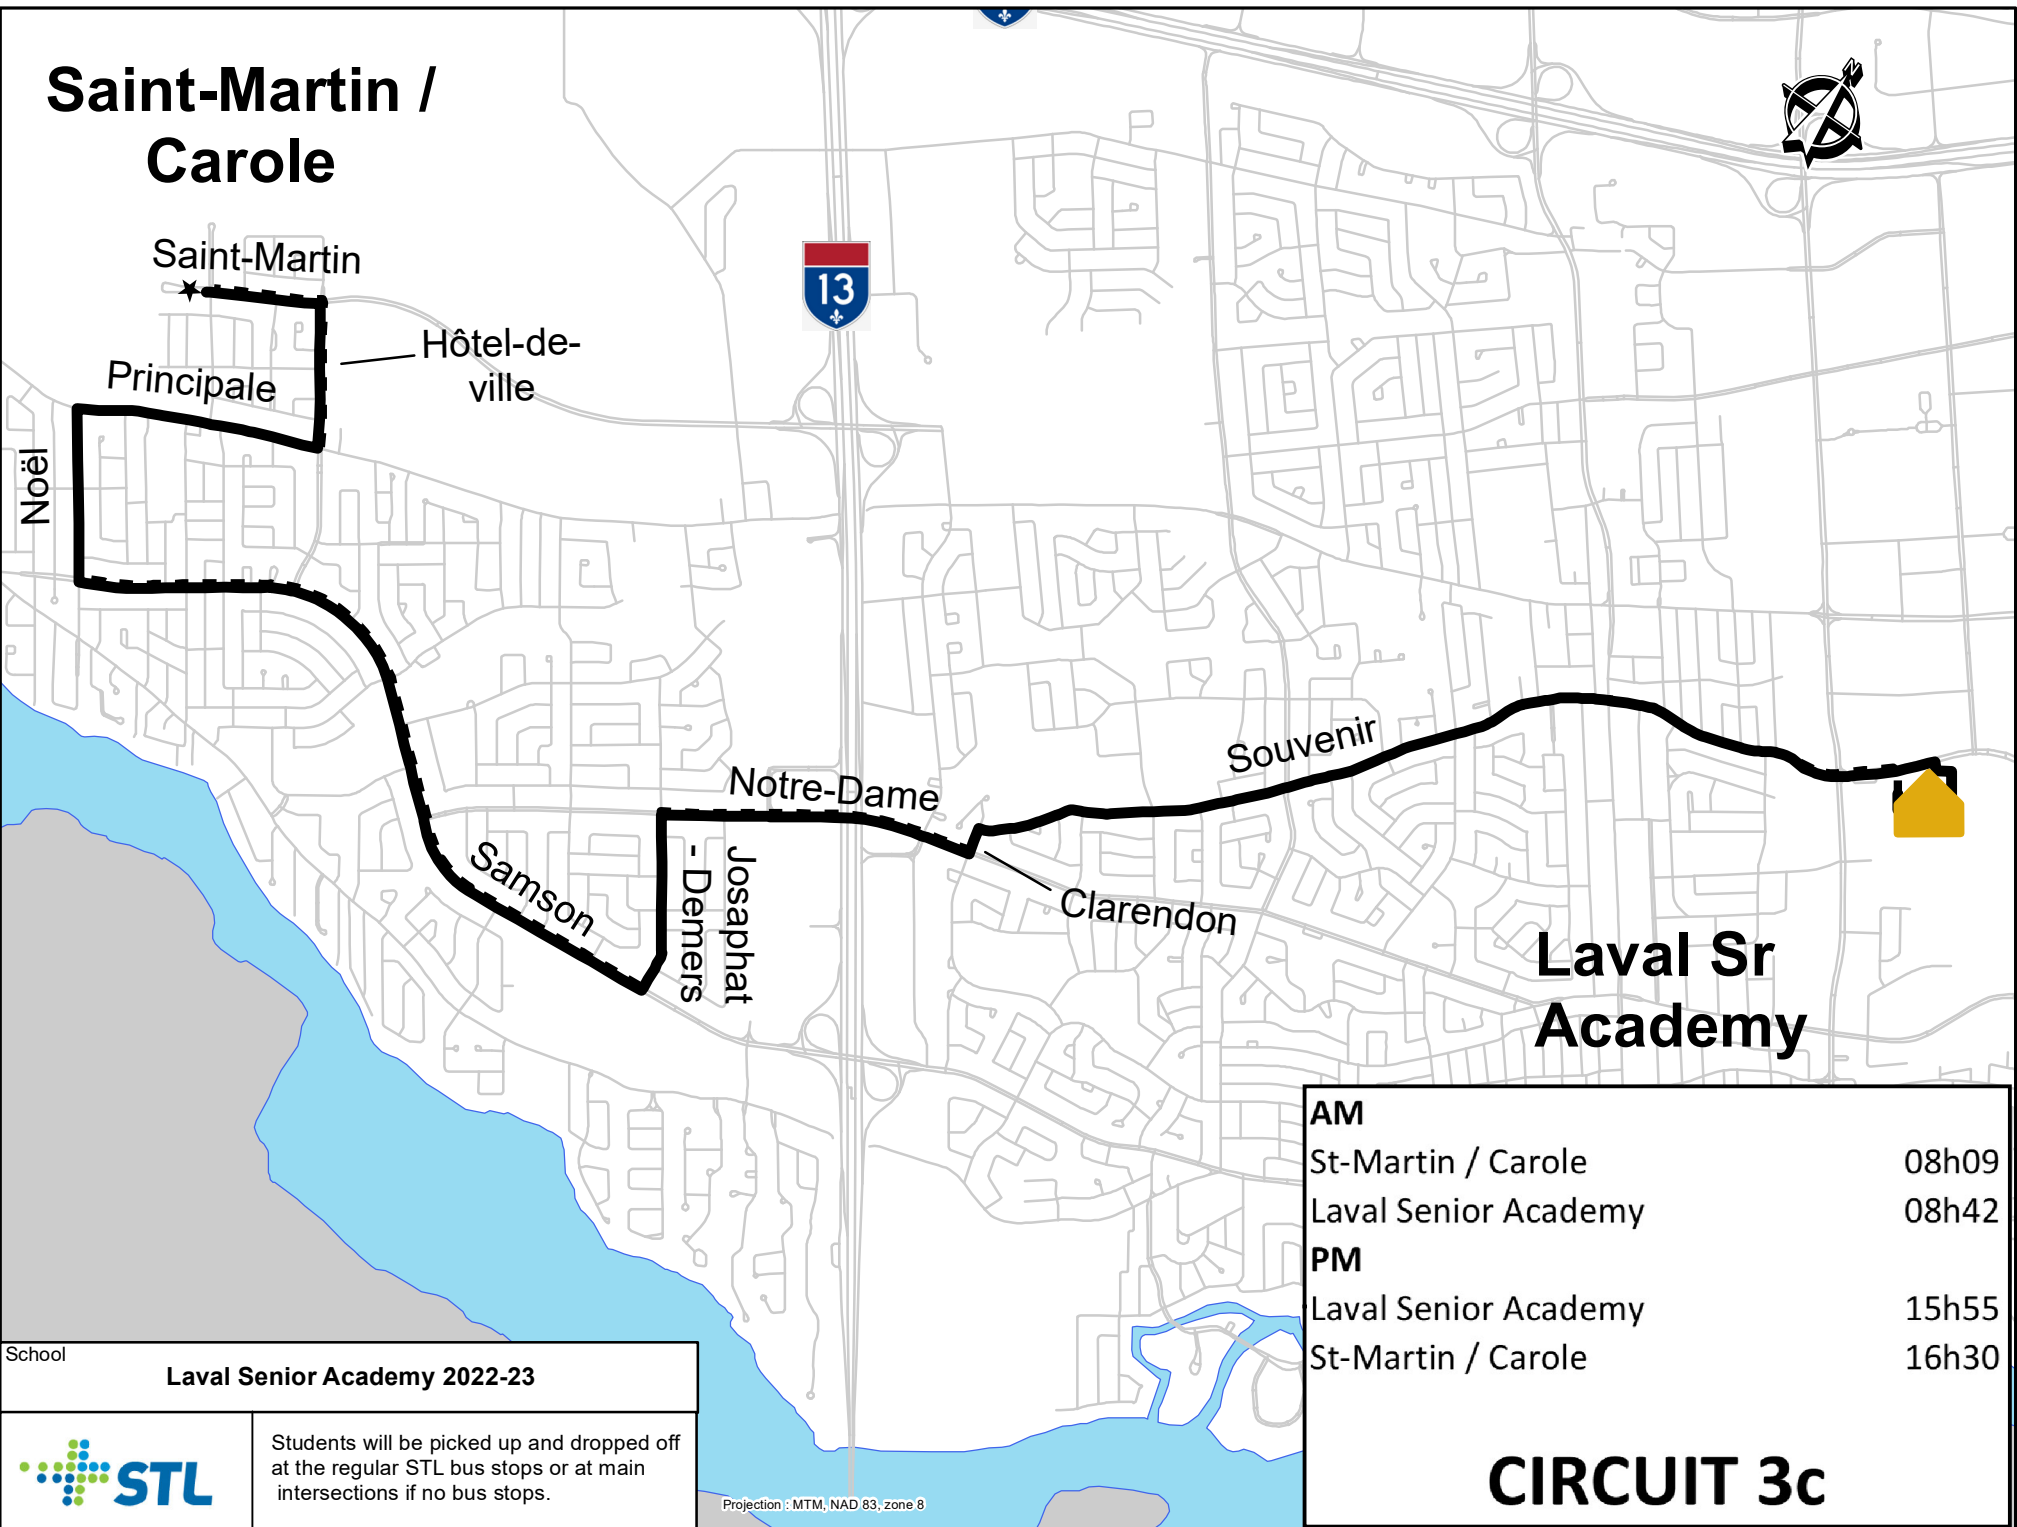 Saint-Martin /
Carole
N
Saint-Martin
13
Hôtel-de-
ville
Principale
Noël
Souvenir
Notre-Dame
Samson
Josaphat
- Demers
Clarendon
Laval Sr
Academy
AM
St-Martin / Carole 08h09
Laval Senior Academy 08h42
PM
Laval Senior Academy 15h55
St-Martin / Carole 16h30
CIRCUIT 3c
School
Laval Senior Academy 2022-23
STL
Students will be picked up and dropped off
at the regular STL bus stops or at main
intersections if no bus stops.
Projection : MTM, NAD 83, zone 8